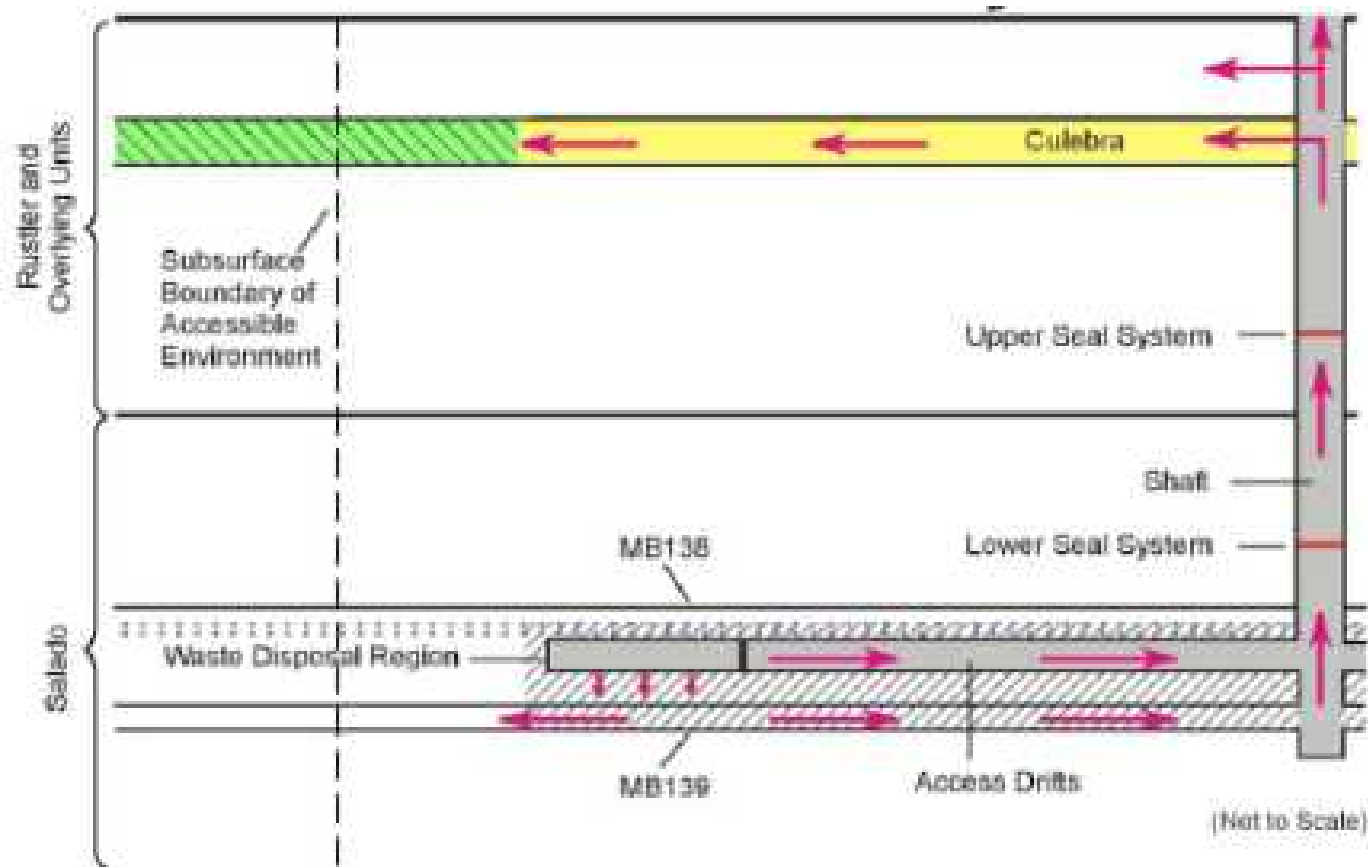 Rustler and
Overlying Units
Culebra
Subsurface
Boundary of
Accessible
Environment
Upper Seal System
Shaft
Lower Seal System
MB138
Salado
Waste Disposal Region
MB139
Access Drifts
(Not to Scale)